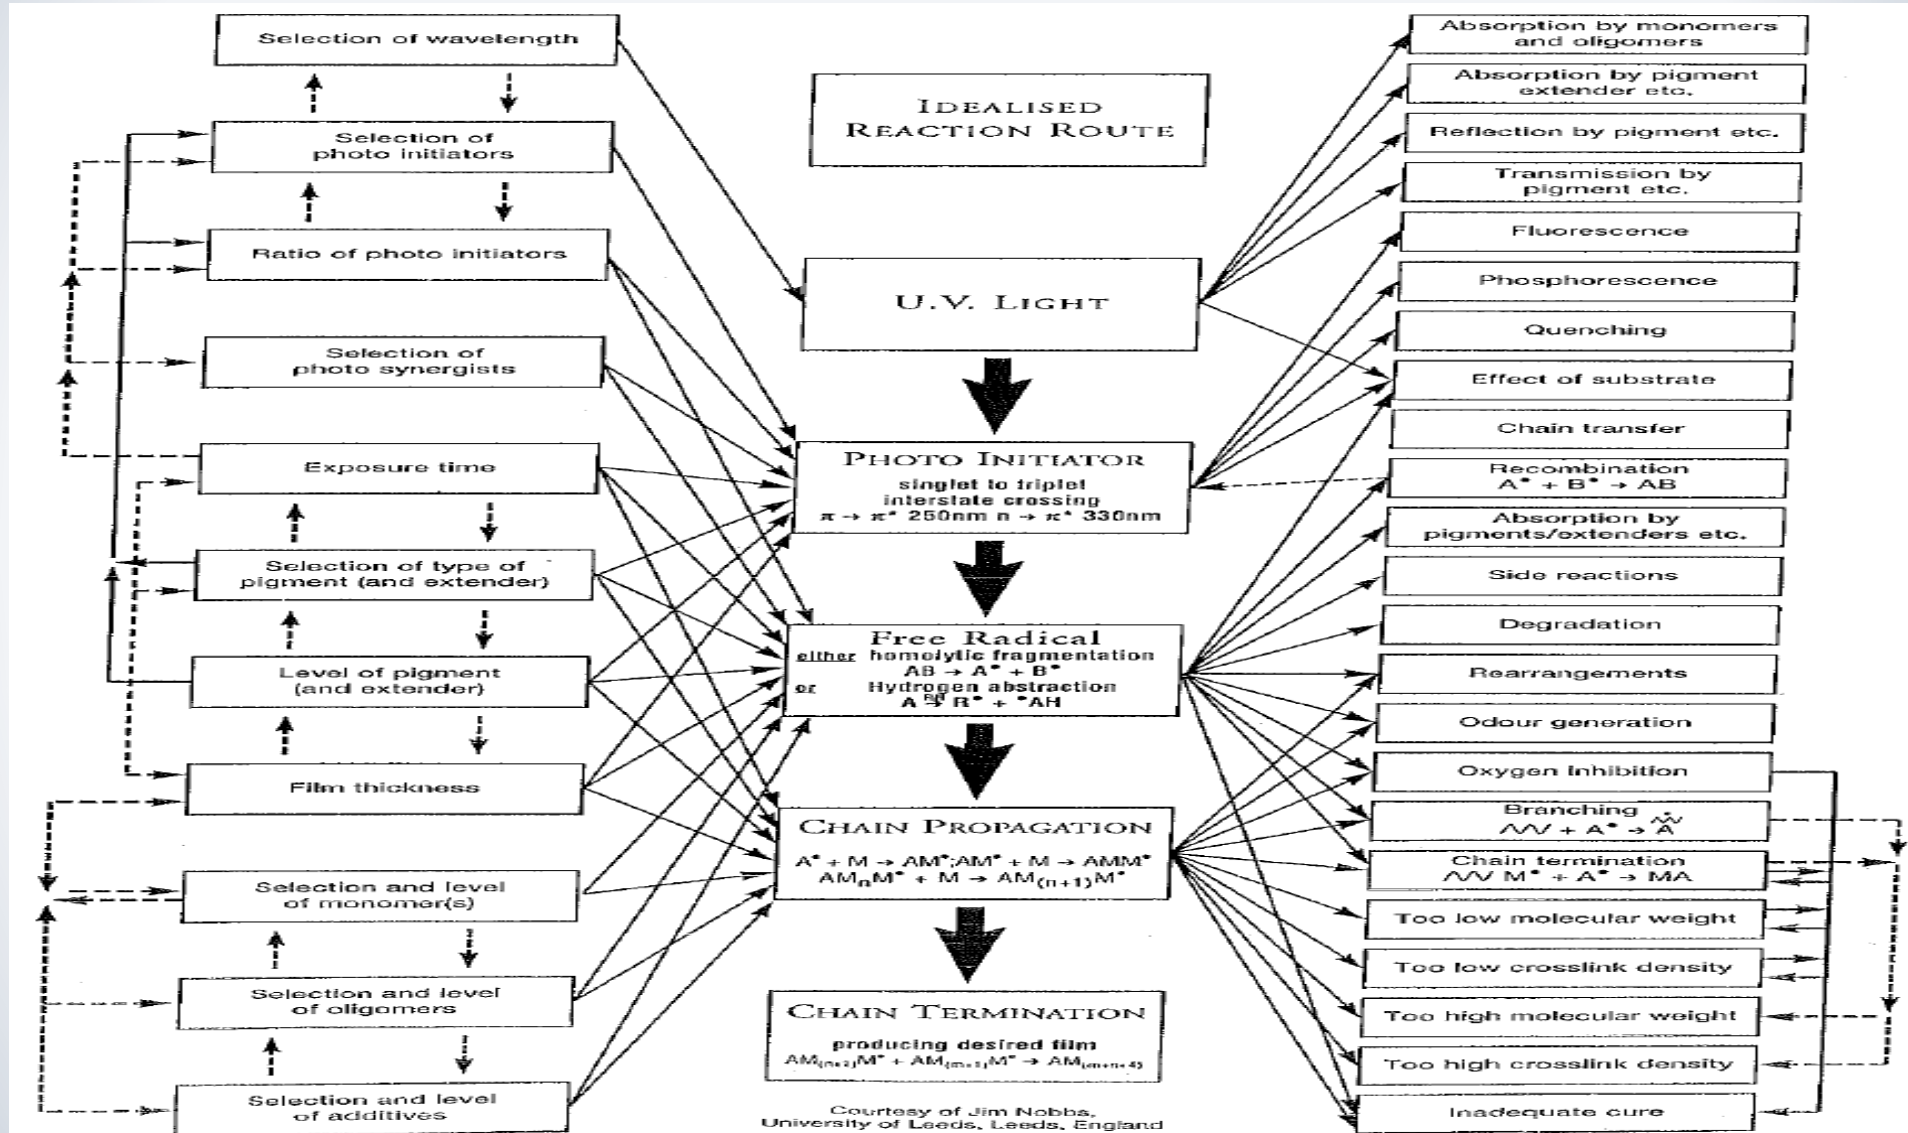 Selection of wavelength
Selection of
photo initiators
Ratio of photo initiators
Selection of
photo synergists
Exposure time
Selection of type of
pigment (and extender)
Level of pigment
(and extender)
Film thickness
Selection and level
of monomer(s)
Selection and level
of oligomers
Selection and level
of additives
IDEALISED
REACTION ROUTE
U.V. LIGHT
PHOTO INITIATOR
singlet to triplet
interstate crossing
π → π* 250nm n → π* 330nm
Free Radical
either homolytic fragmentation
AB → A• + B•
or Hydrogen abstraction
A → R• + •AH
CHAIN PROPAGATION
A• + M → AM•;AM• + M → AMM•
AMnM• + M → AM(n+1)M•
CHAIN TERMINATION
producing desired film
AM(n+2)M• + AM(m+1)M• → AM(m+n+4)
Courtesy of Jim Nobbs,
University of Leeds, Leeds, England
Absorption by monomers
and oligomers
Absorption by pigment
extender etc.
Reflection by pigment etc.
Transmission by
pigment etc.
Fluorescence
Phosphorescence
Quenching
Effect of substrate
Chain transfer
Recombination
A• + B• → AB
Absorption by
pigments/extenders etc.
Side reactions
Degradation
Rearrangements
Odour generation
Oxygen Inhibition
Branching
+ A• → A
Chain termination
M• + A• → MA
Too low molecular weight
Too low crosslink density
Too high molecular weight
Too high crosslink density
Inadequate cure